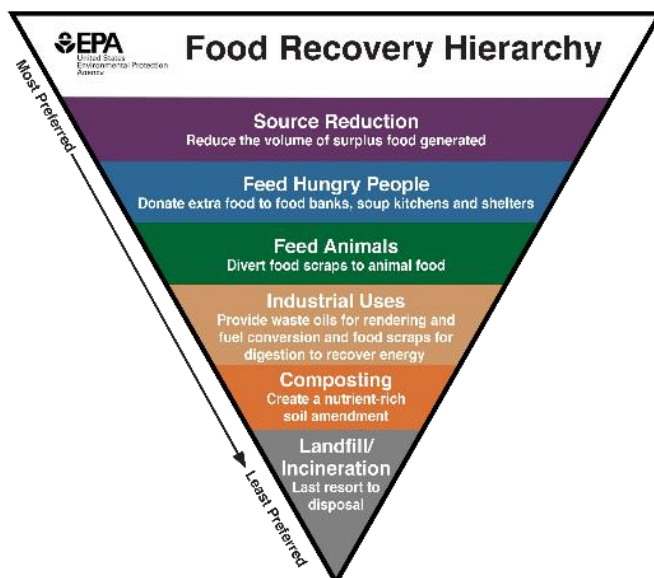 EPA
United States
Environmental Protection
Agency
Food Recovery Hierarchy
Most Preferred
Source Reduction
Reduce the volume of surplus food generated
Feed Hungry People
Donate extra food to food banks, soup kitchens and shelters
Feed Animals
Divert food scraps to animal food
Industrial Uses
Provide waste oils for rendering and
fuel conversion and food scraps for
digestion to recover energy
Composting
Create a nutrient-rich
soil amendment
Landfill/
Incineration
Last resort to
disposal
Least Preferred